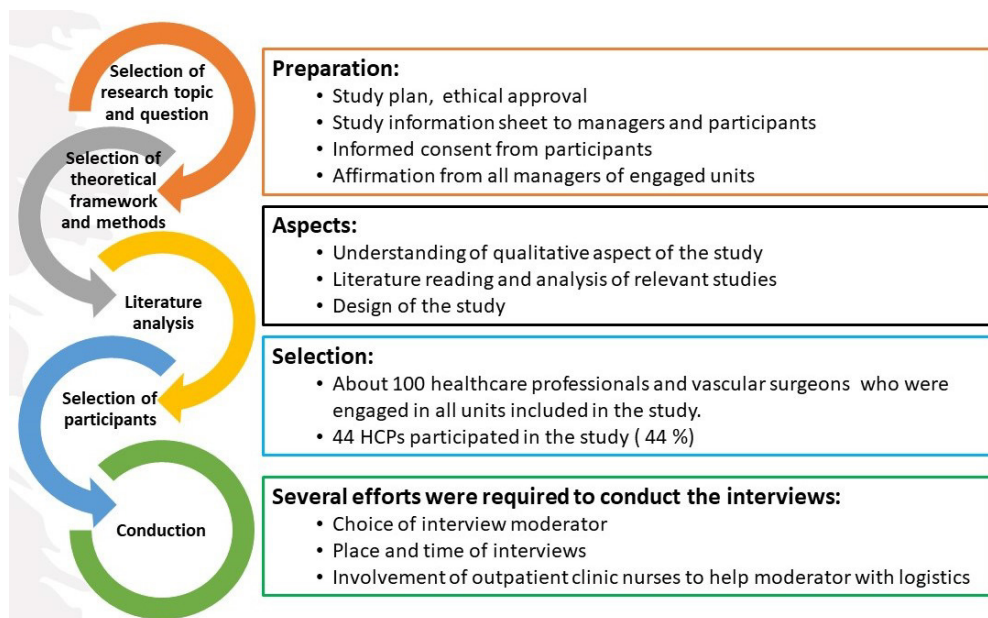 Selection of
research topic
and question
Selection of
theoretical
framework
and methods
Literature
analysis
Selection of
participants
Conduction
Preparation:
• Study plan, ethical approval
• Study information sheet to managers and participants
• Informed consent from participants
• Affirmation from all managers of engaged units
Aspects:
• Understanding of qualitative aspect of the study
• Literature reading and analysis of relevant studies
• Design of the study
Selection:
• About 100 healthcare professionals and vascular surgeons who were
engaged in all units included in the study.
• 44 HCPs participated in the study ( 44 %)
Several efforts were required to conduct the interviews:
• Choice of interview moderator
• Place and time of interviews
• Involvement of outpatient clinic nurses to help moderator with logistics